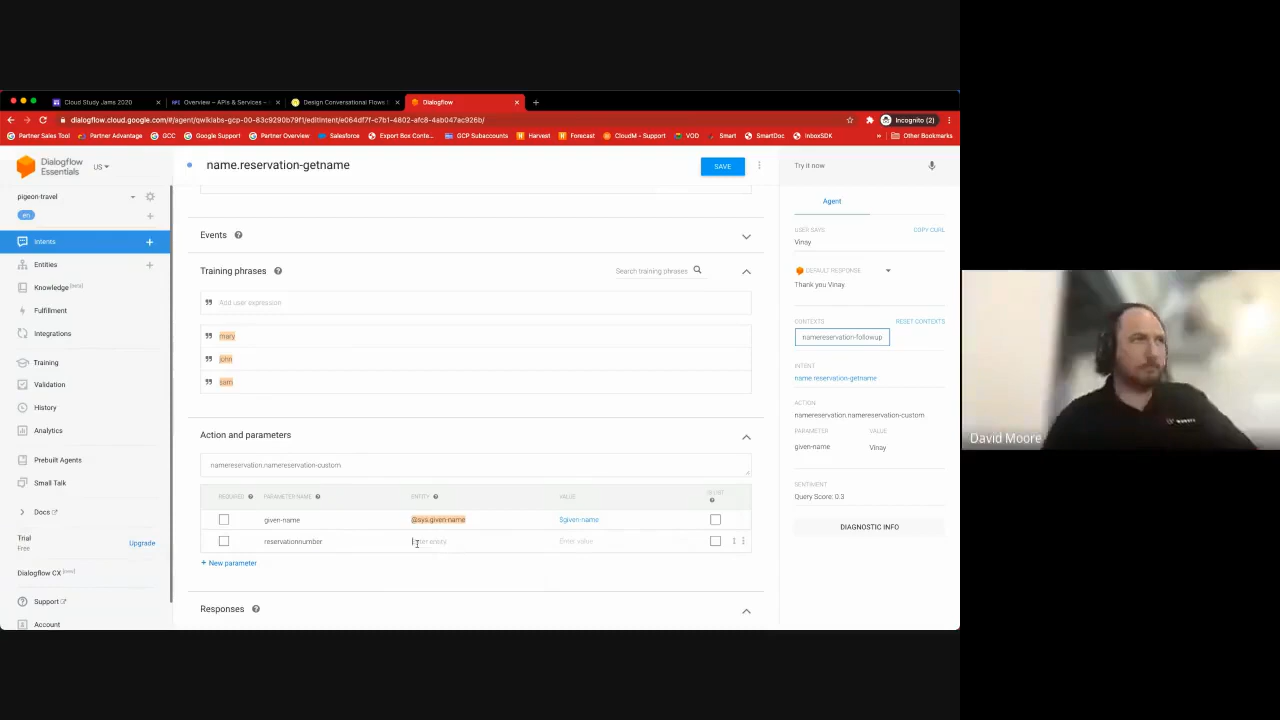 Cloud Study Jams 2020
Overview – APIs & Services –
Design Conversational Flows
Dialogflow
dialogflow.cloud.google.com/#/agent/qwiklabs-gcp-00-83c9290b79f1/editIntent/e064df7f-c7b1-4802-afc8-4ab047ac926b/
Incognito (2)
Partner Sales Tool
Partner Advantage
GCC
Google Support
Partner Overview
Salesforce
Export Box Conte...
GCP Subaccounts
Harvest
Forecast
CloudM - Support
VOD
Smart
SmartDoc
InboxSDK
Other Bookmarks
Dialogflow
Essentials
US
pigeon-travel
en
Intents
Entities
Knowledge [beta]
Fulfillment
Integrations
Training
Validation
History
Analytics
Prebuilt Agents
Small Talk
Docs
Trial
Free
Upgrade
Dialogflow CX [new]
Support
Account
name.reservation-getname
SAVE
Events
Training phrases
Search training phrases
Add user expression
mary
john
sam
Action and parameters
namereservation.namereservation-custom
REQUIRED
PARAMETER NAME
ENTITY
VALUE
IS LIST
given-name
@sys.given-name
$given-name
reservationnumber
Enter entity
Enter value
+ New parameter
Responses
Try it now
Agent
USER SAYS
COPY CURL
Vinay
DEFAULT RESPONSE
Thank you Vinay
CONTEXTS
RESET CONTEXTS
namereservation-followup
INTENT
name.reservation-getname
ACTION
namereservation.namereservation-custom
PARAMETER
VALUE
given-name
Vinay
SENTIMENT
Query Score: 0.3
DIAGNOSTIC INFO
David Moore